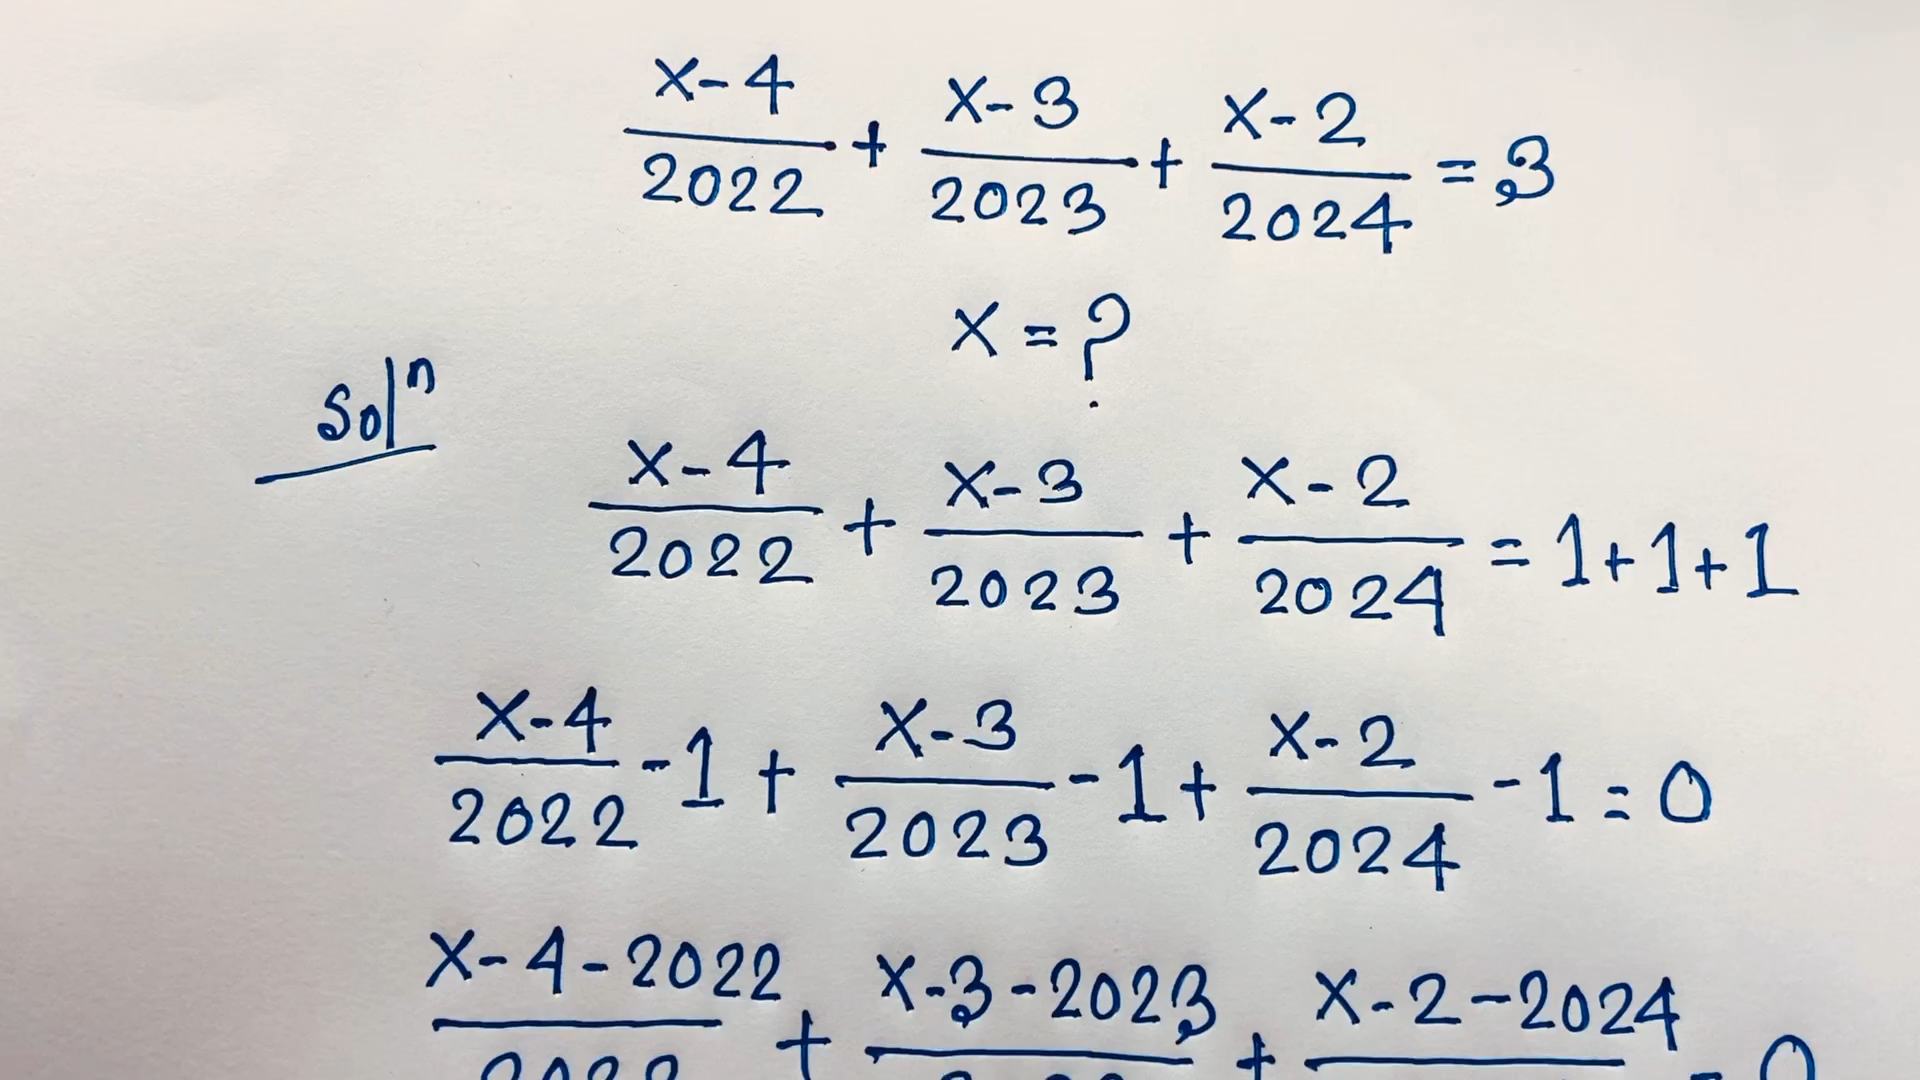 x-4/2022 + x-3/2023 + x-2/2024 = 3
x = ?
Solⁿ
x-4/2022 + x-3/2023 + x-2/2024 = 1+1+1
x-4/2022 -1 + x-3/2023 -1 + x-2/2024 -1 = 0
x-4-2022 + x-3-2023 + x-2-2024 = 0